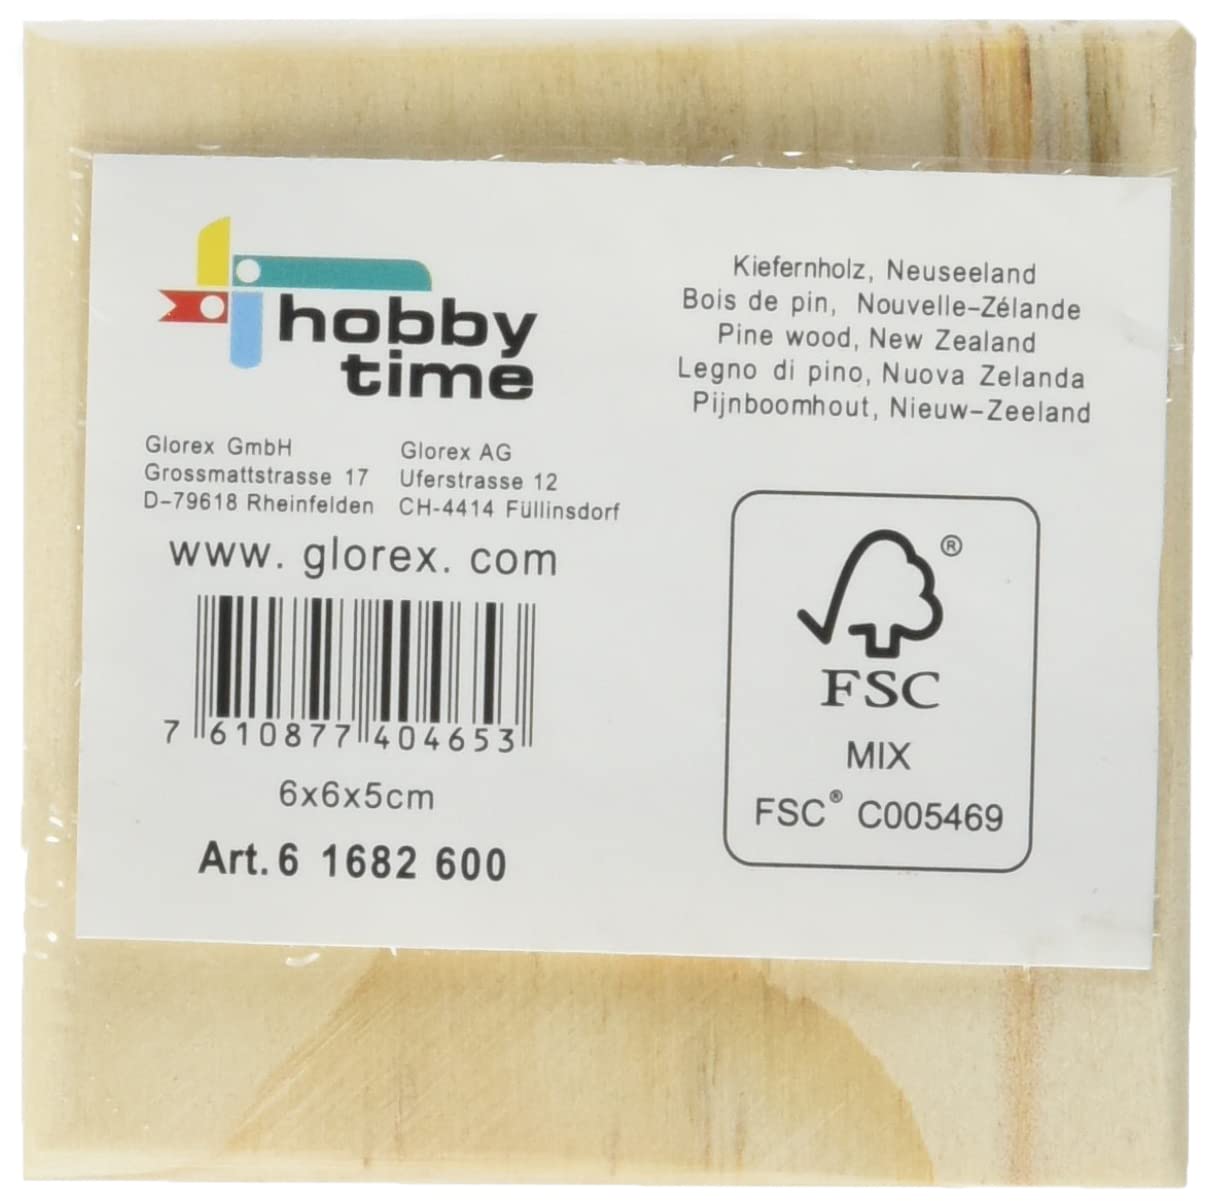 hobby
time
Glorex GmbH
Grossmattstrasse 17
D-79618 Rheinfelden
Glorex AG
Uferstrasse 12
CH-4414 Füllinsdorf
www. glorex. com
7 610877 404653
6x6x5cm
Art. 6 1682 600
Kiefernholz, Neuseeland
Bois de pin, Nouvelle-Zélande
Pine wood, New Zealand
Legno di pino, Nuova Zelanda
Pijnboomhout, Nieuw-Zeeland
®
FSC
MIX
FSC® C005469